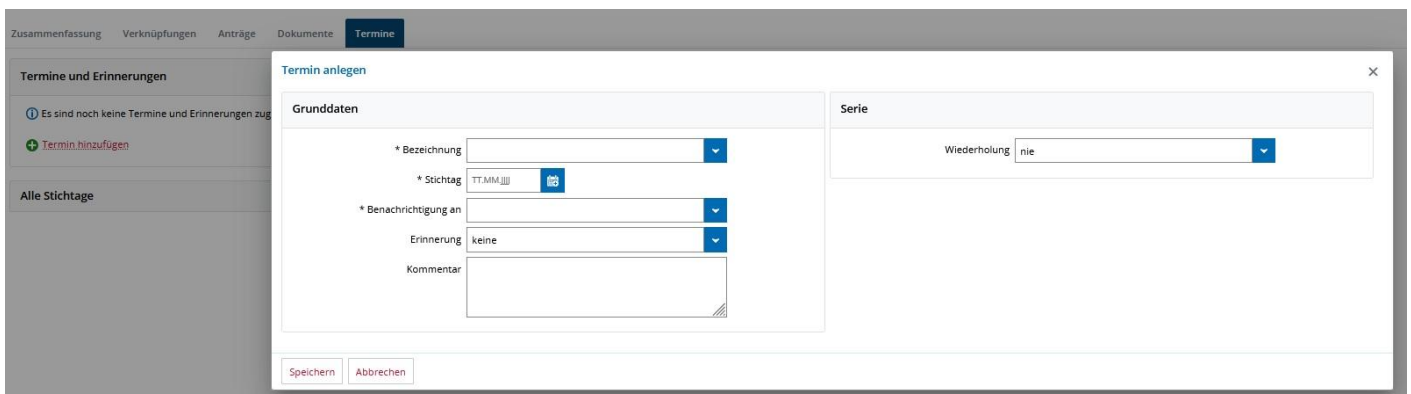 Zusammenfassung Verknüpfungen Anträge Dokumente Termine
Termine und Erinnerungen
Es sind noch keine Termine und Erinnerungen zug
Termin hinzufügen
Alle Stichtage
Termin anlegen
Grunddaten
* Bezeichnung
* Stichtag TT.MM.JJJJ
* Benachrichtigung an
Erinnerung keine
Kommentar
Serie
Wiederholung nie
Speichern Abbrechen